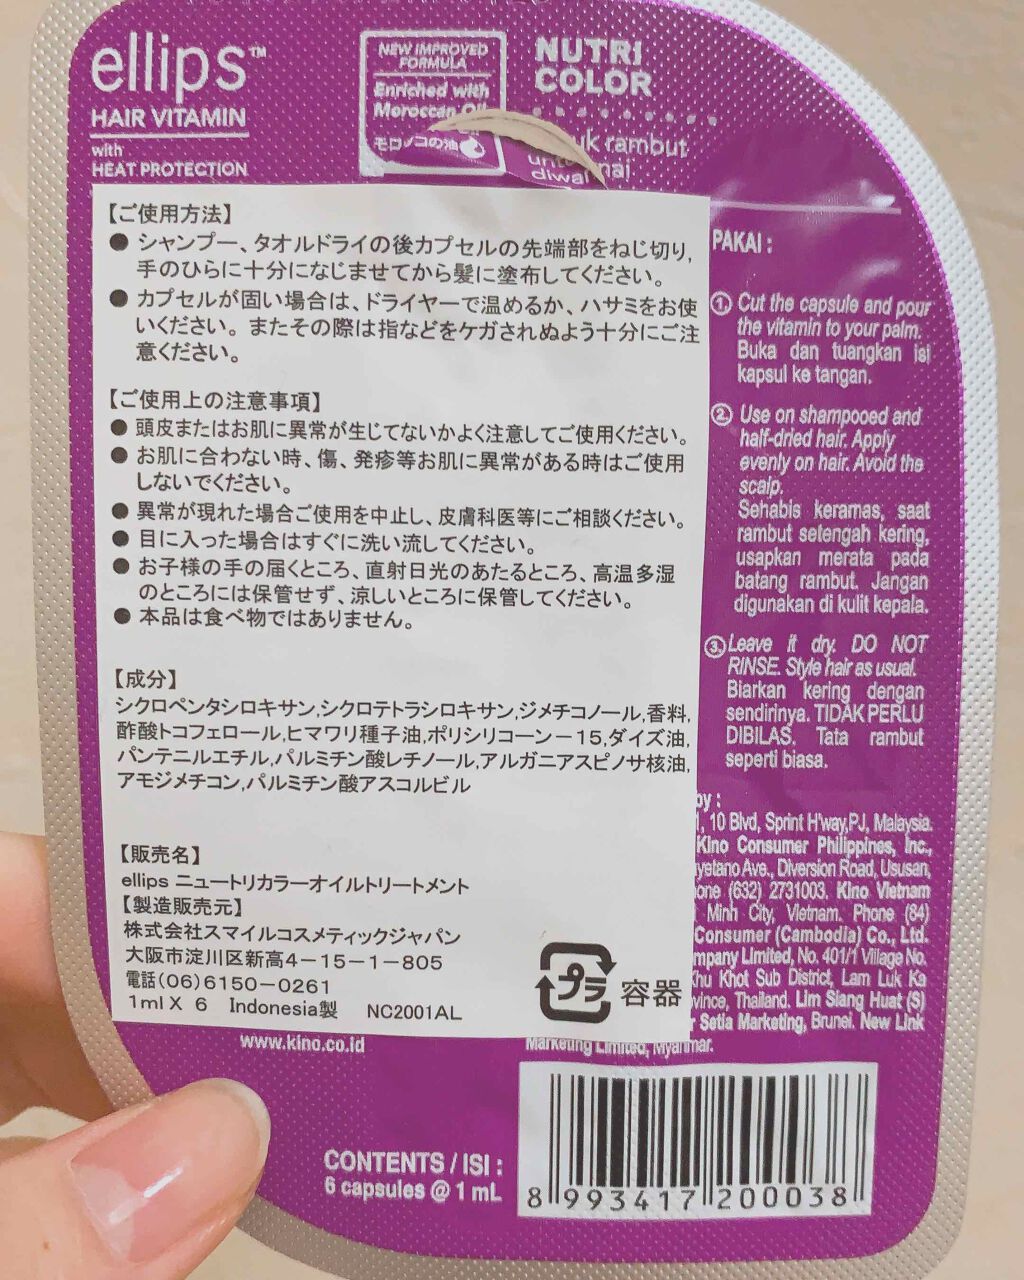 ellips™
HAIR VITAMIN
with
HEAT PROTECTION
NEW IMPROVED
FORMULA
Enriched with
Moroccan Oil
モロッコの油
NUTRI
COLOR
rambut
【ご使用方法】
● シャンプー、タオルドライの後カプセルの先端部をねじ切り,
手のひらに十分になじませてから髪に塗布してください。
● カプセルが固い場合は、ドライヤーで温めるか、ハサミをお使
いください。またその際は指などをケガされぬよう十分にご注
意ください。
【ご使用上の注意事項】
● 頭皮またはお肌に異常が生じてないかよく注意してご使用ください。
● お肌に合わない時、傷、発疹等お肌に異常がある時はご使用
しないでください。
● 異常が現れた場合ご使用を中止し、皮膚科医等にご相談ください。
● 目に入った場合はすぐに洗い流してください。
● お子様の手の届くところ、直射日光のあたるところ、高温多湿
のところには保管せず、涼しいところに保管してください。
● 本品は食べ物ではありません。
【成分】
シクロペンタシロキサン,シクロテトラシロキサン,ジメチコノール,香料,
酢酸トコフェロール,ヒマワリ種子油,ポリシリコーン－15,ダイズ油,
パンテニルエチル,パルミチン酸レチノール,アルガニアスピノサ核油,
アモジメチコン,パルミチン酸アスコルビル
【販売名】
ellips ニュートリカラーオイルトリートメント
【製造販売元】
株式会社スマイルコスメティックジャパン
大阪市淀川区新高4－15－1－805
電話(06)6150－0261
1ml X 6 Indonesia製 NC2001AL
プラ
容器
PAKAI :
① Cut the capsule and pour
the vitamin to your palm.
Buka dan tuangkan isi
kapsul ke tangan.
② Use on shampooed and
half-dried hair. Apply
evenly on hair. Avoid the
scalp.
Sehabis keramas, saat
rambut setengah kering,
usapkan merata pada
batang rambut. Jangan
digunakan di kulit kepala.
③ Leave it dry. DO NOT
RINSE. Style hair as usual.
Biarkan kering dengan
sendirinya. TIDAK PERLU
DIBILAS. Tata rambut
seperti biasa.
by :
1, 10 Blvd, Sprint H'way,PJ, Malaysia.
Kino Consumer Philippines, Inc.,
Ave., Diversion Road, Ususan,
(632) 2731003. Kino Vietnam
Minh City, Vietnam. Phone (84)
Consumer (Cambodia) Co., Ltd.
Limited, No. 401/1 Village No.
Khu Khot Sub District, Lam Luk Ka
Thailand. Lim Siang Huat (S)
Setia Marketing, Brunei. New Link
Marketing Limited, Myanmar.
www.kino.co.id
CONTENTS / ISI :
6 capsules @ 1 mL
8 993417 200038